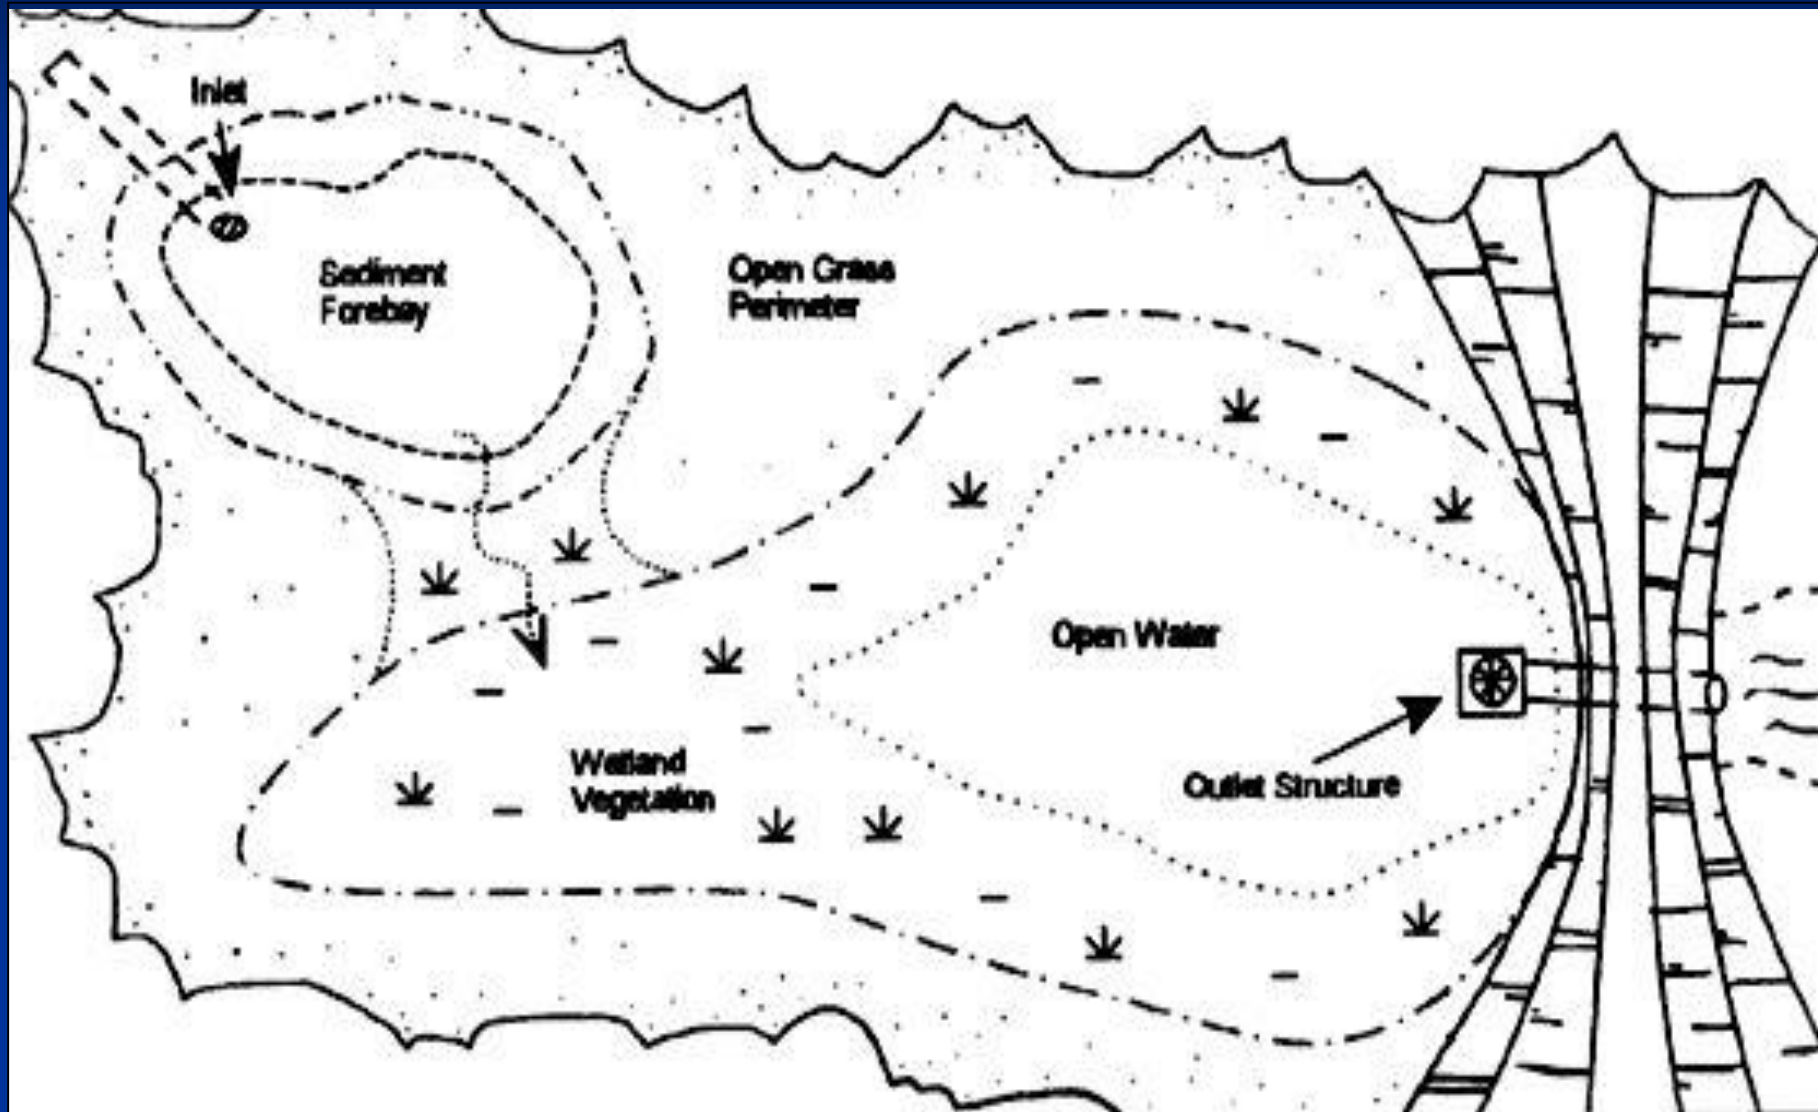 Inlet
Sediment
Forebay
Open Grass
Perimeter
Open Water
Outlet Structure
Wetland
Vegetation